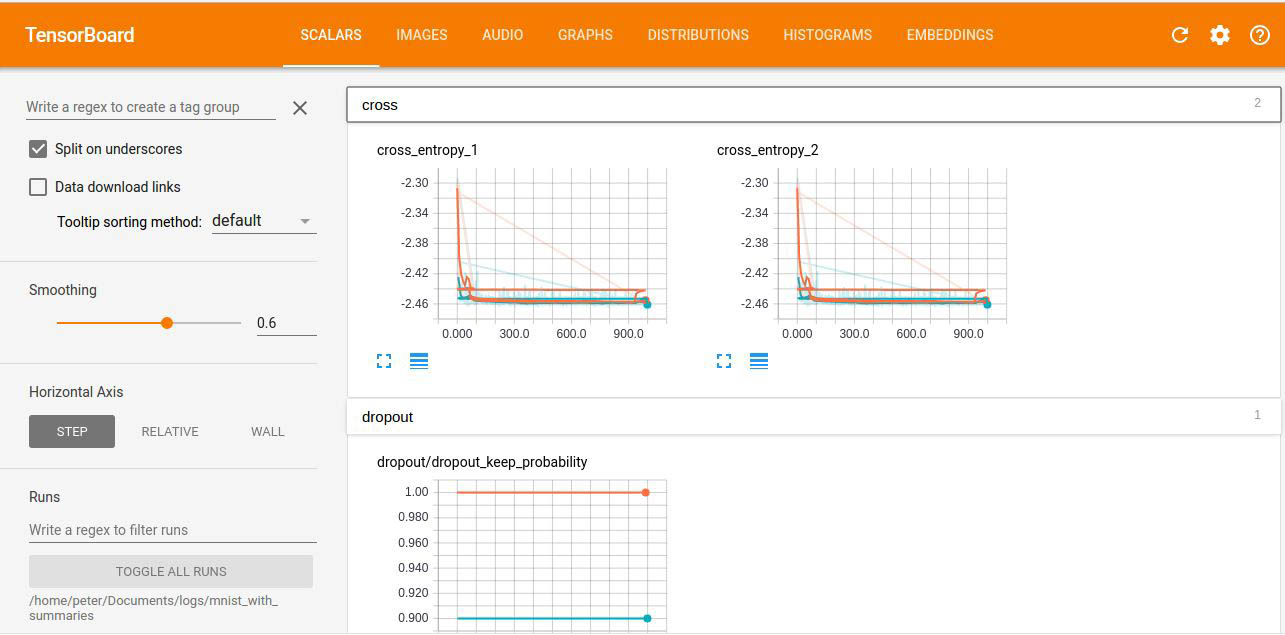 TensorBoard
SCALARS IMAGES AUDIO GRAPHS DISTRIBUTIONS HISTOGRAMS EMBEDDINGS
Write a regex to create a tag group
Split on underscores
Data download links
Tooltip sorting method: default
Smoothing
0.6
Horizontal Axis
STEP RELATIVE WALL
Runs
Write a regex to filter runs
TOGGLE ALL RUNS
/home/peter/Documents/logs/mnist_with_
summaries
cross 2
cross_entropy_1
-2.30
-2.34
-2.38
-2.42
-2.46
0.000 300.0 600.0 900.0
cross_entropy_2
-2.30
-2.34
-2.38
-2.42
-2.46
0.000 300.0 600.0 900.0
dropout 1
dropout/dropout_keep_probability
1.00
0.980
0.960
0.940
0.920
0.900